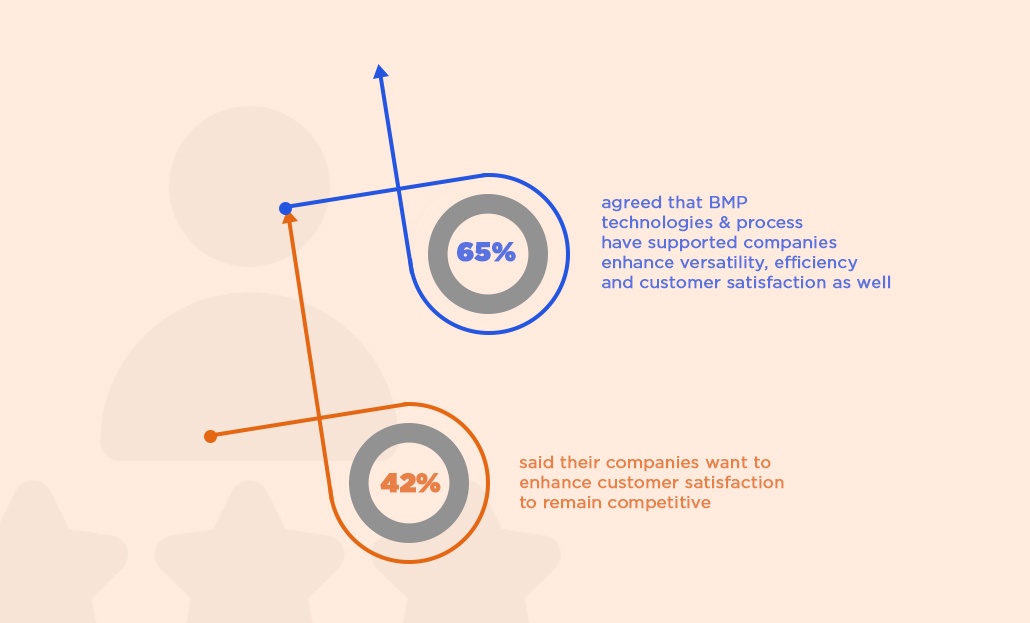 65%
agreed that BMP
technologies & process
have supported companies
enhance versatility, efficiency
and customer satisfaction as well
42%
said their companies want to
enhance customer satisfaction
to remain competitive